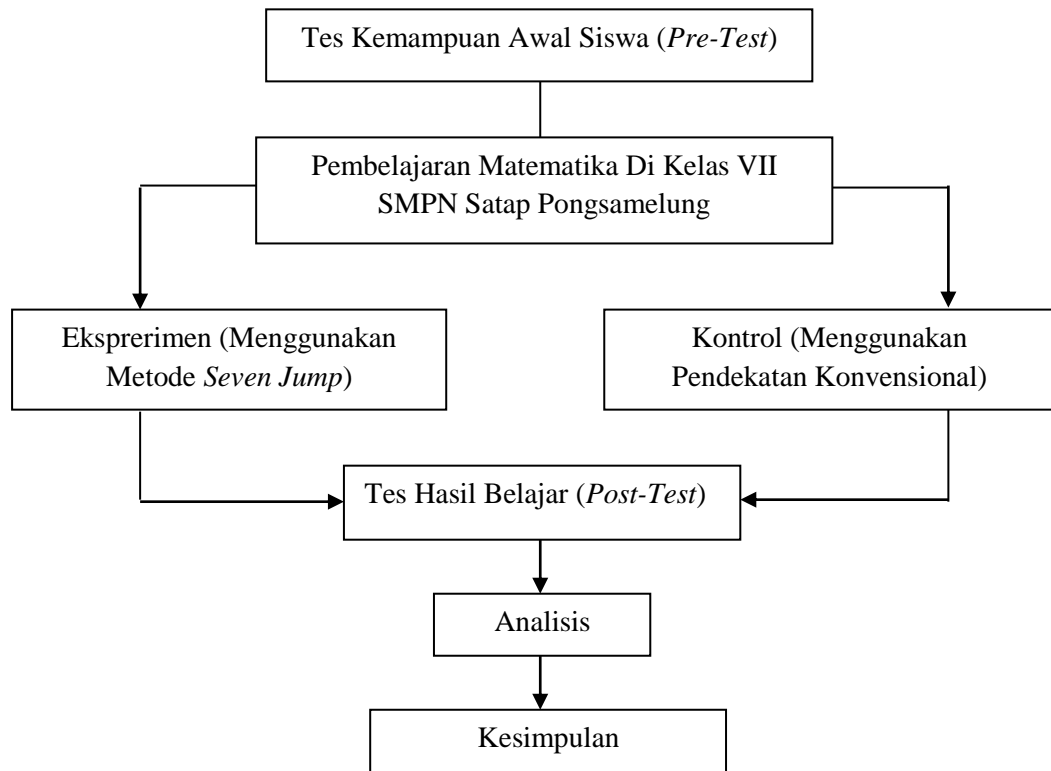 Tes Kemampuan Awal Siswa (Pre-Test)
Pembelajaran Matematika Di Kelas VII
SMPN Satap Pongsamelung
Eksprerimen (Menggunakan
Metode Seven Jump)
Kontrol (Menggunakan
Pendekatan Konvensional)
Tes Hasil Belajar (Post-Test)
Analisis
Kesimpulan